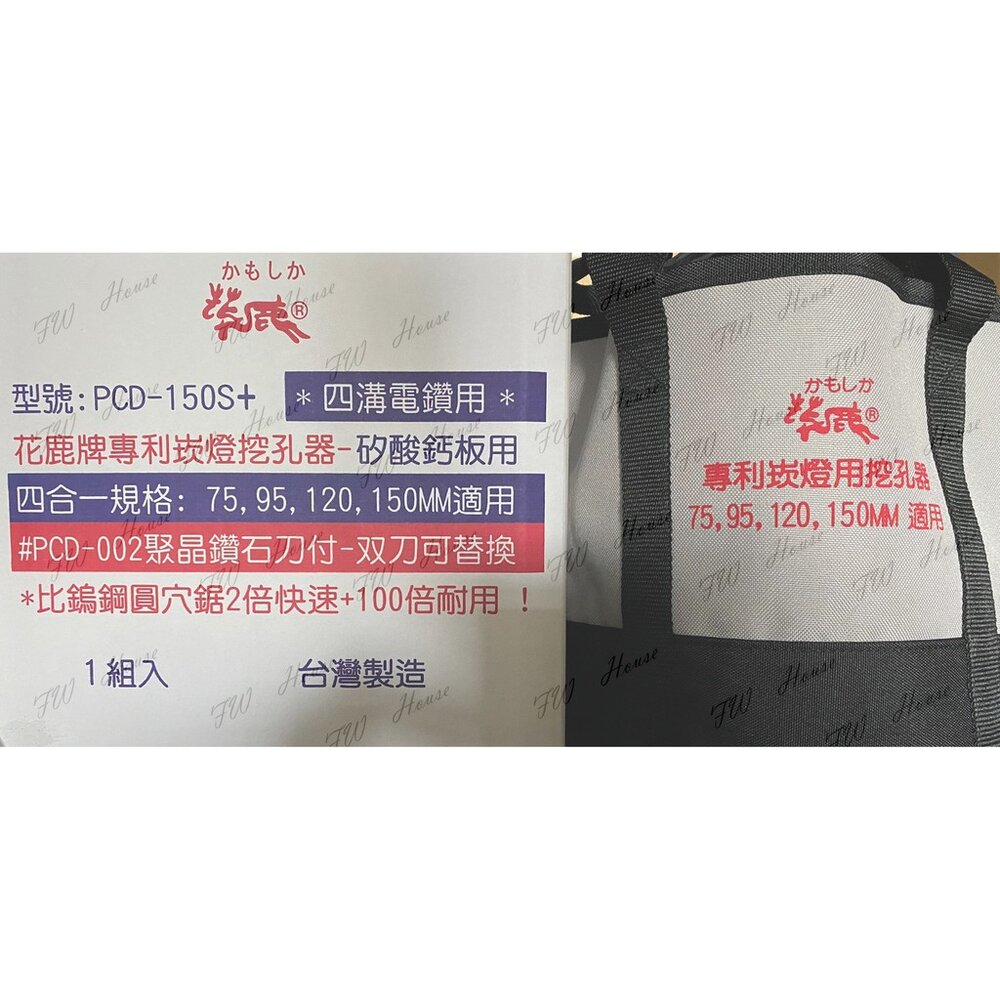 かもしか
花鹿®
型號:PCD-150S+ *四溝電鑽用*
花鹿牌專利崁燈挖孔器-矽酸鈣板用
四合一規格: 75,95,120,150MM適用
#PCD-002聚晶鑽石刀付-双刀可替換
*比鎢鋼圓穴鋸2倍快速+100倍耐用！
1組入 台灣製造
かもしか
花鹿®
專利崁燈用挖孔器
75,95,120,150MM 適用
FW House